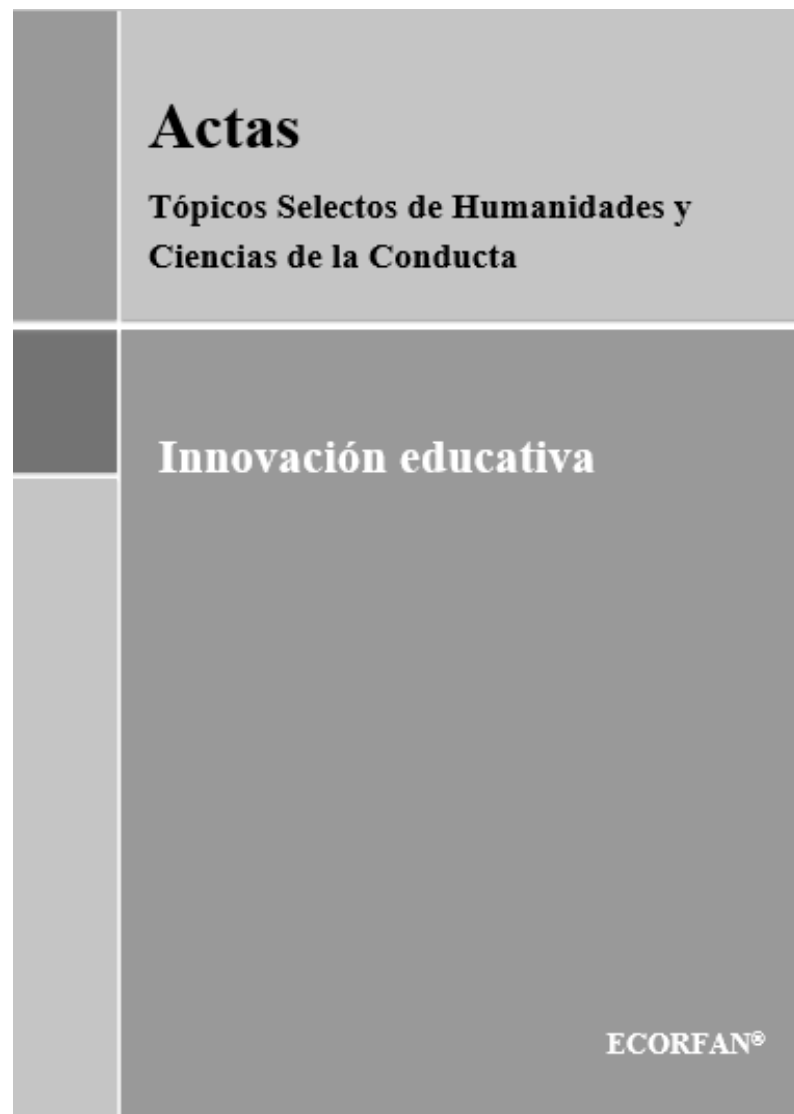 Actas
Tópicos Selectos de Humanidades y
Ciencias de la Conducta
Innovación educativa
ECORFAN®